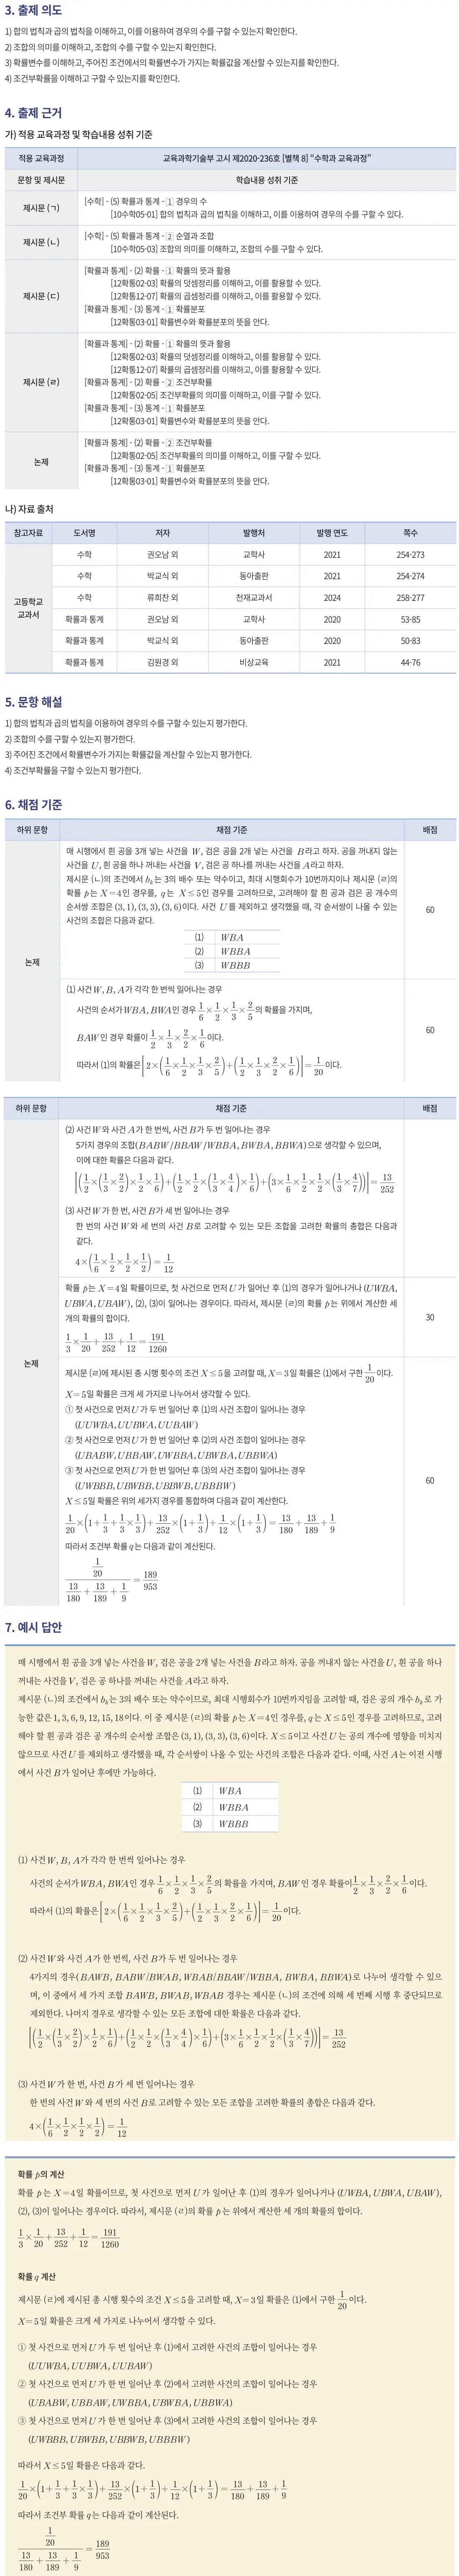 3. 출제 의도
1) 합의 법칙과 곱의 법칙을 이해하고, 이를 이용하여 경우의 수를 구할 수 있는지 확인한다.
2) 조합의 의미를 이해하고, 조합의 수를 구할 수 있는지 확인한다.
3) 확률변수를 이해하고, 주어진 조건에서의 확률변수가 가지는 확률값을 계산할 수 있는지를 확인한다.
4) 조건부확률을 이해하고 구할 수 있는지를 확인한다.
4. 출제 근거
가) 적용 교육과정 및 학습내용 성취 기준
적용 교육과정 교육과학기술부 고시 제2020-236호 [별책 8] “수학과 교육과정”
문항 및 제시문 학습내용 성취 기준
제시문 (ㄱ)
[수학] - (5) 확률과 통계 - 1 경우의 수
[10수학05-01] 합의 법칙과 곱의 법칙을 이해하고, 이를 이용하여 경우의 수를 구할 수 있다.
제시문 (ㄴ)
[수학] - (5) 확률과 통계 - 2 순열과 조합
[10수학05-03] 조합의 의미를 이해하고, 조합의 수를 구할 수 있다.
제시문 (ㄷ)
[확률과 통계] - (2) 확률 - 1 확률의 뜻과 활용
[12확통02-03] 확률의 덧셈정리를 이해하고, 이를 활용할 수 있다.
[12확통12-07] 확률의 곱셈정리를 이해하고, 이를 활용할 수 있다.
[확률과 통계] - (3) 통계 - 1 확률분포
[12확통03-01] 확률변수와 확률분포의 뜻을 안다.
제시문 (ㄹ)
[확률과 통계] - (2) 확률 - 1 확률의 뜻과 활용
[12확통02-03] 확률의 덧셈정리를 이해하고, 이를 활용할 수 있다.
[12확통12-07] 확률의 곱셈정리를 이해하고, 이를 활용할 수 있다.
[확률과 통계] - (2) 확률 - 2 조건부확률
[12확통02-05] 조건부확률의 의미를 이해하고, 이를 구할 수 있다.
[확률과 통계] - (3) 통계 - 1 확률분포
[12확통03-01] 확률변수와 확률분포의 뜻을 안다.
논제
[확률과 통계] - (2) 확률 - 2 조건부확률
[12확통02-05] 조건부확률의 의미를 이해하고, 이를 구할 수 있다.
[확률과 통계] - (3) 통계 - 1 확률분포
[12확통03-01] 확률변수와 확률분포의 뜻을 안다.
나) 자료 출처
참고자료 도서명 저자 발행처 발행 연도 쪽수
고등학교 교과서
수학 권오남 외 교학사 2021 254-273
수학 박교식 외 동아출판 2021 254-274
수학 류희찬 외 천재교과서 2024 258-277
확률과 통계 권오남 외 교학사 2020 53-85
확률과 통계 박교식 외 동아출판 2020 50-83
확률과 통계 김원경 외 비상교육 2021 44-76
5. 문항 해설
1) 합의 법칙과 곱의 법칙을 이용하여 경우의 수를 구할 수 있는지 평가한다.
2) 조합의 수를 구할 수 있는지 평가한다.
3) 주어진 조건에서 확률변수가 가지는 확률값을 계산할 수 있는지 평가한다.
4) 조건부확률을 구할 수 있는지 평가한다.
6. 채점 기준
하위 문항 채점 기준 배점
논제
매 시행에서 흰 공을 3개 넣는 사건을 W, 검은 공을 2개 넣는 사건을 B라고 하자. 공을 꺼내지 않는
사건을 U, 흰 공을 하나 꺼내는 사건을 V, 검은 공 하나를 꺼내는 사건을 A라고 하자.
제시문 (ㄴ)의 조건에서 b_k는 3의 배수 또는 약수이고, 최대 시행회수가 10번까지이나 제시문 (ㄹ)의
확률 p는 X=4인 경우를, q는 X≤5인 경우를 고려하므로, 고려해야 할 흰 공과 검은 공 개수의
순서쌍 조합은 (3, 1), (3, 3), (3, 6)이다. 사건 U를 제외하고 생각했을 때, 각 순서쌍이 나올 수 있는
사건의 조합은 다음과 같다.
(1) WBA
(2) WBBA
(3) WBBB
60
(1) 사건 W, B, A가 각각 한 번씩 일어나는 경우
사건의 순서가 WBA, BWA인 경우 1/6×1/2×1/3×2/5의 확률을 가지며,
BAW인 경우 확률이 1/2×1/3×2/2×1/6이다.
따라서 (1)의 확률은 [2×(1/6×1/2×1/3×2/5)+(1/2×1/3×2/2×1/6)]=1/20이다.
60
하위 문항 채점 기준 배점
논제
(2) 사건 W와 사건 A가 한 번씩, 사건 B가 두 번 일어나는 경우
5가지 경우의 조합(BABW/BBAW/WBBA, BWBA, BBWA)으로 생각할 수 있으며,
이에 대한 확률은 다음과 같다.
[(1/2×(1/3×2/2)×1/2×1/6)+(1/2×1/2×(1/3×4/4)×1/6)+(3×1/6×1/2×1/2×(1/3×4/7))]=13/252
(3) 사건 W가 한 번, 사건 B가 세 번 일어나는 경우
한 번의 사건 W와 세 번의 사건 B로 고려할 수 있는 모든 조합을 고려한 확률의 총합은 다음과
같다.
4×(1/6×1/2×1/2×1/2)=1/12
확률 p는 X=4일 확률이므로, 첫 사건으로 먼저 U가 일어난 후 (1)의 경우가 일어나거나 (UWBA,
UBWA, UBAW), (2), (3)이 일어나는 경우이다. 따라서, 제시문 (ㄹ)의 확률 p는 위에서 계산한 세
개의 확률의 합이다.
1/3×1/20+13/252+1/12=191/1260
30
제시문 (ㄹ)에 제시된 총 시행 횟수의 조건 X≤5을 고려할 때, X=3일 확률은 (1)에서 구한 1/20이다.
X=5일 확률은 크게 세 가지로 나누어서 생각할 수 있다.
① 첫 사건으로 먼저 U가 두 번 일어난 후 (1)의 사건 조합이 일어나는 경우
(UUWBA, UUBWA, UUBAW)
② 첫 사건으로 먼저 U가 한 번 일어난 후 (2)의 사건 조합이 일어나는 경우
(UBABW, UBBAW, UWBBA, UBWBA, UBBWA)
③ 첫 사건으로 먼저 U가 한 번 일어난 후 (3)의 사건 조합이 일어나는 경우
(UWBBB, UBWBB, UBBWB, UBBBW)
X≤5일 확률은 위의 세가지 경우를 통합하여 다음과 같이 계산한다.
1/20×(1+1/3+1/3×1/3)+13/252×(1+1/3)+1/12×(1+1/3)=13/180+13/189+1/9
따라서 조건부 확률 q는 다음과 같이 계산된다.
(1/20)/(13/180+13/189+1/9)=189/953
60
7. 예시 답안
매 시행에서 흰 공을 3개 넣는 사건을 W, 검은 공을 2개 넣는 사건을 B라고 하자. 공을 꺼내지 않는 사건을 U, 흰 공을 하나
꺼내는 사건을 V, 검은 공 하나를 꺼내는 사건을 A라고 하자.
제시문 (ㄴ)의 조건에서 b_k는 3의 배수 또는 약수이므로, 최대 시행회수가 10번까지임을 고려할 때, 검은 공의 개수 b_k로 가
능한 값은 1, 3, 6, 9, 12, 15, 18이다. 이 중 제시문 (ㄹ)의 확률 p는 X=4인 경우를, q는 X≤5인 경우를 고려하므로, 고려
해야 할 흰 공과 검은 공 개수의 순서쌍 조합은 (3, 1), (3, 3), (3, 6)이다. X≤5이고 사건 U는 공의 개수에 영향을 미치지
않으므로 사건 U를 제외하고 생각했을 때, 각 순서쌍이 나올 수 있는 사건의 조합은 다음과 같다. 이때, 사건 A는 이전 시행
에서 사건 B가 일어난 후에만 가능하다.
(1) WBA
(2) WBBA
(3) WBBB
(1) 사건 W, B, A가 각각 한 번씩 일어나는 경우
사건의 순서가 WBA, BWA인 경우 1/6×1/2×1/3×2/5의 확률을 가지며, BAW인 경우 확률이 1/2×1/3×2/2×1/6이다.
따라서 (1)의 확률은 [2×(1/6×1/2×1/3×2/5)+(1/2×1/3×2/2×1/6)]=1/20이다.
(2) 사건 W와 사건 A가 한 번씩, 사건 B가 두 번 일어나는 경우
4가지의 경우(BAWB, BABW/BWAB, WBAB/BBAW/WBBA, BWBA, BBWA)로 나누어 생각할 수 있으
며, 이 중에서 세 가지 조합 BAWB, BWAB, WBAB 경우는 제시문 (ㄴ)의 조건에 의해 세 번째 시행 후 중단되므로
제외한다. 나머지 경우로 생각할 수 있는 모든 조합에 대한 확률은 다음과 같다.
[(1/2×(1/3×2/2)×1/2×1/6)+(1/2×1/2×(1/3×4/4)×1/6)+(3×1/6×1/2×1/2×(1/3×4/7))]=13/252
(3) 사건 W가 한 번, 사건 B가 세 번 일어나는 경우
한 번의 사건 W와 세 번의 사건 B로 고려할 수 있는 모든 조합을 고려한 확률의 총합은 다음과 같다.
4×(1/6×1/2×1/2×1/2)=1/12
확률 p의 계산
확률 p는 X=4일 확률이므로, 첫 사건으로 먼저 U가 일어난 후 (1)의 경우가 일어나거나 (UWBA, UBWA, UBAW),
(2), (3)이 일어나는 경우이다. 따라서, 제시문 (ㄹ)의 확률 p는 위에서 계산한 세 개의 확률의 합이다.
1/3×1/20+13/252+1/12=191/1260
확률 q 계산
제시문 (ㄹ)에 제시된 총 시행 횟수의 조건 X≤5을 고려할 때, X=3일 확률은 (1)에서 구한 1/20이다.
X=5일 확률은 크게 세 가지로 나누어서 생각할 수 있다.
① 첫 사건으로 먼저 U가 두 번 일어난 후 (1)에서 고려한 사건의 조합이 일어나는 경우
(UUWBA, UUBWA, UUBAW)
② 첫 사건으로 먼저 U가 한 번 일어난 후 (2)에서 고려한 사건의 조합이 일어나는 경우
(UBABW, UBBAW, UWBBA, UBWBA, UBBWA)
③ 첫 사건으로 먼저 U가 한 번 일어난 후 (3)에서 고려한 사건의 조합이 일어나는 경우
(UWBBB, UBWBB, UBBWB, UBBBW)
따라서 X≤5일 확률은 다음과 같다.
1/20×(1+1/3+1/3×1/3)+13/252×(1+1/3)+1/12×(1+1/3)=13/180+13/189+1/9
따라서 조건부 확률 q는 다음과 같이 계산된다.
(1/20)/(13/180+13/189+1/9)=189/953